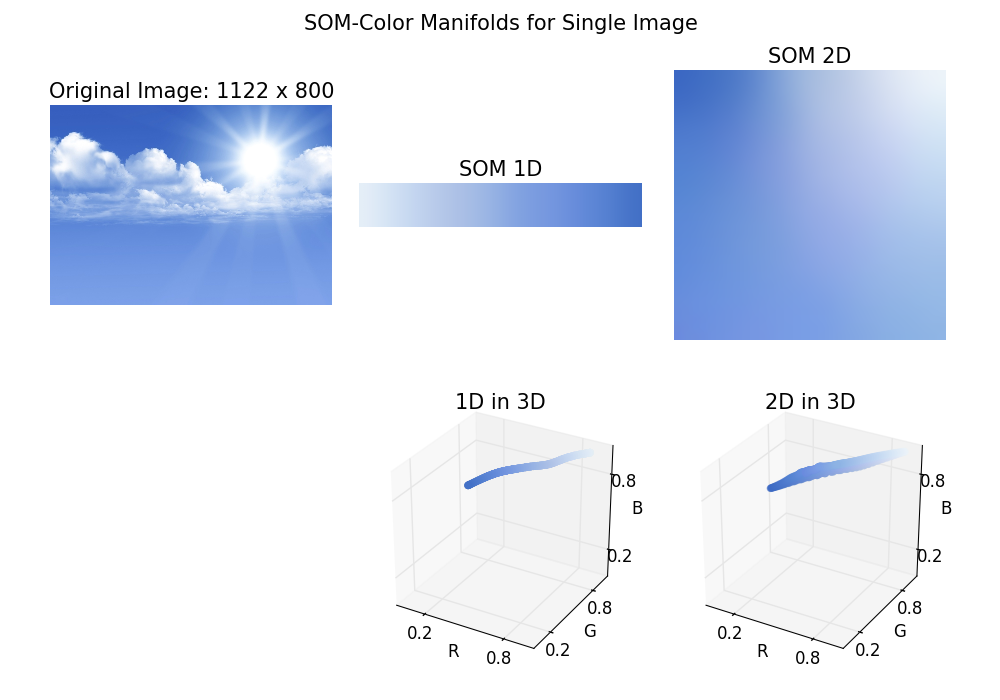 SOM-Color Manifolds for Single Image
Original Image: 1122 x 800
SOM 1D
SOM 2D
1D in 3D
0.8
B
0.2
0.8
G
0.2
0.2
R
0.8
2D in 3D
0.8
B
0.2
0.8
G
0.2
0.2
R
0.8